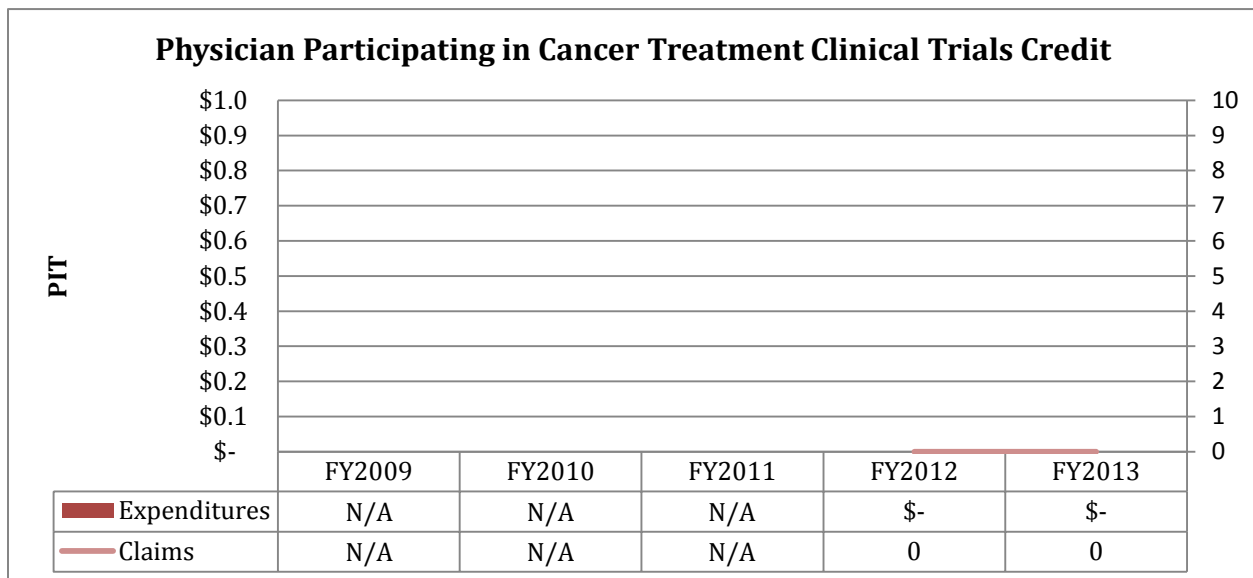 Physician Participating in Cancer Treatment Clinical Trials Credit
PIT
$1.0 10
$0.9 9
$0.8 8
$0.7 7
$0.6 6
$0.5 5
$0.4 4
$0.3 3
$0.2 2
$0.1 1
$- 0
FY2009 FY2010 FY2011 FY2012 FY2013
Expenditures N/A N/A N/A $- $-
Claims N/A N/A N/A 0 0